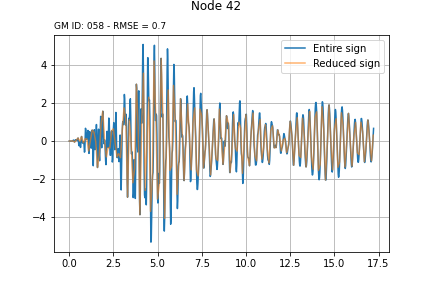 Node 42
GM ID: 058 - RMSE = 0.7
Entire sign
Reduced sign
4
2
0
−2
−4
0.0 2.5 5.0 7.5 10.0 12.5 15.0 17.5